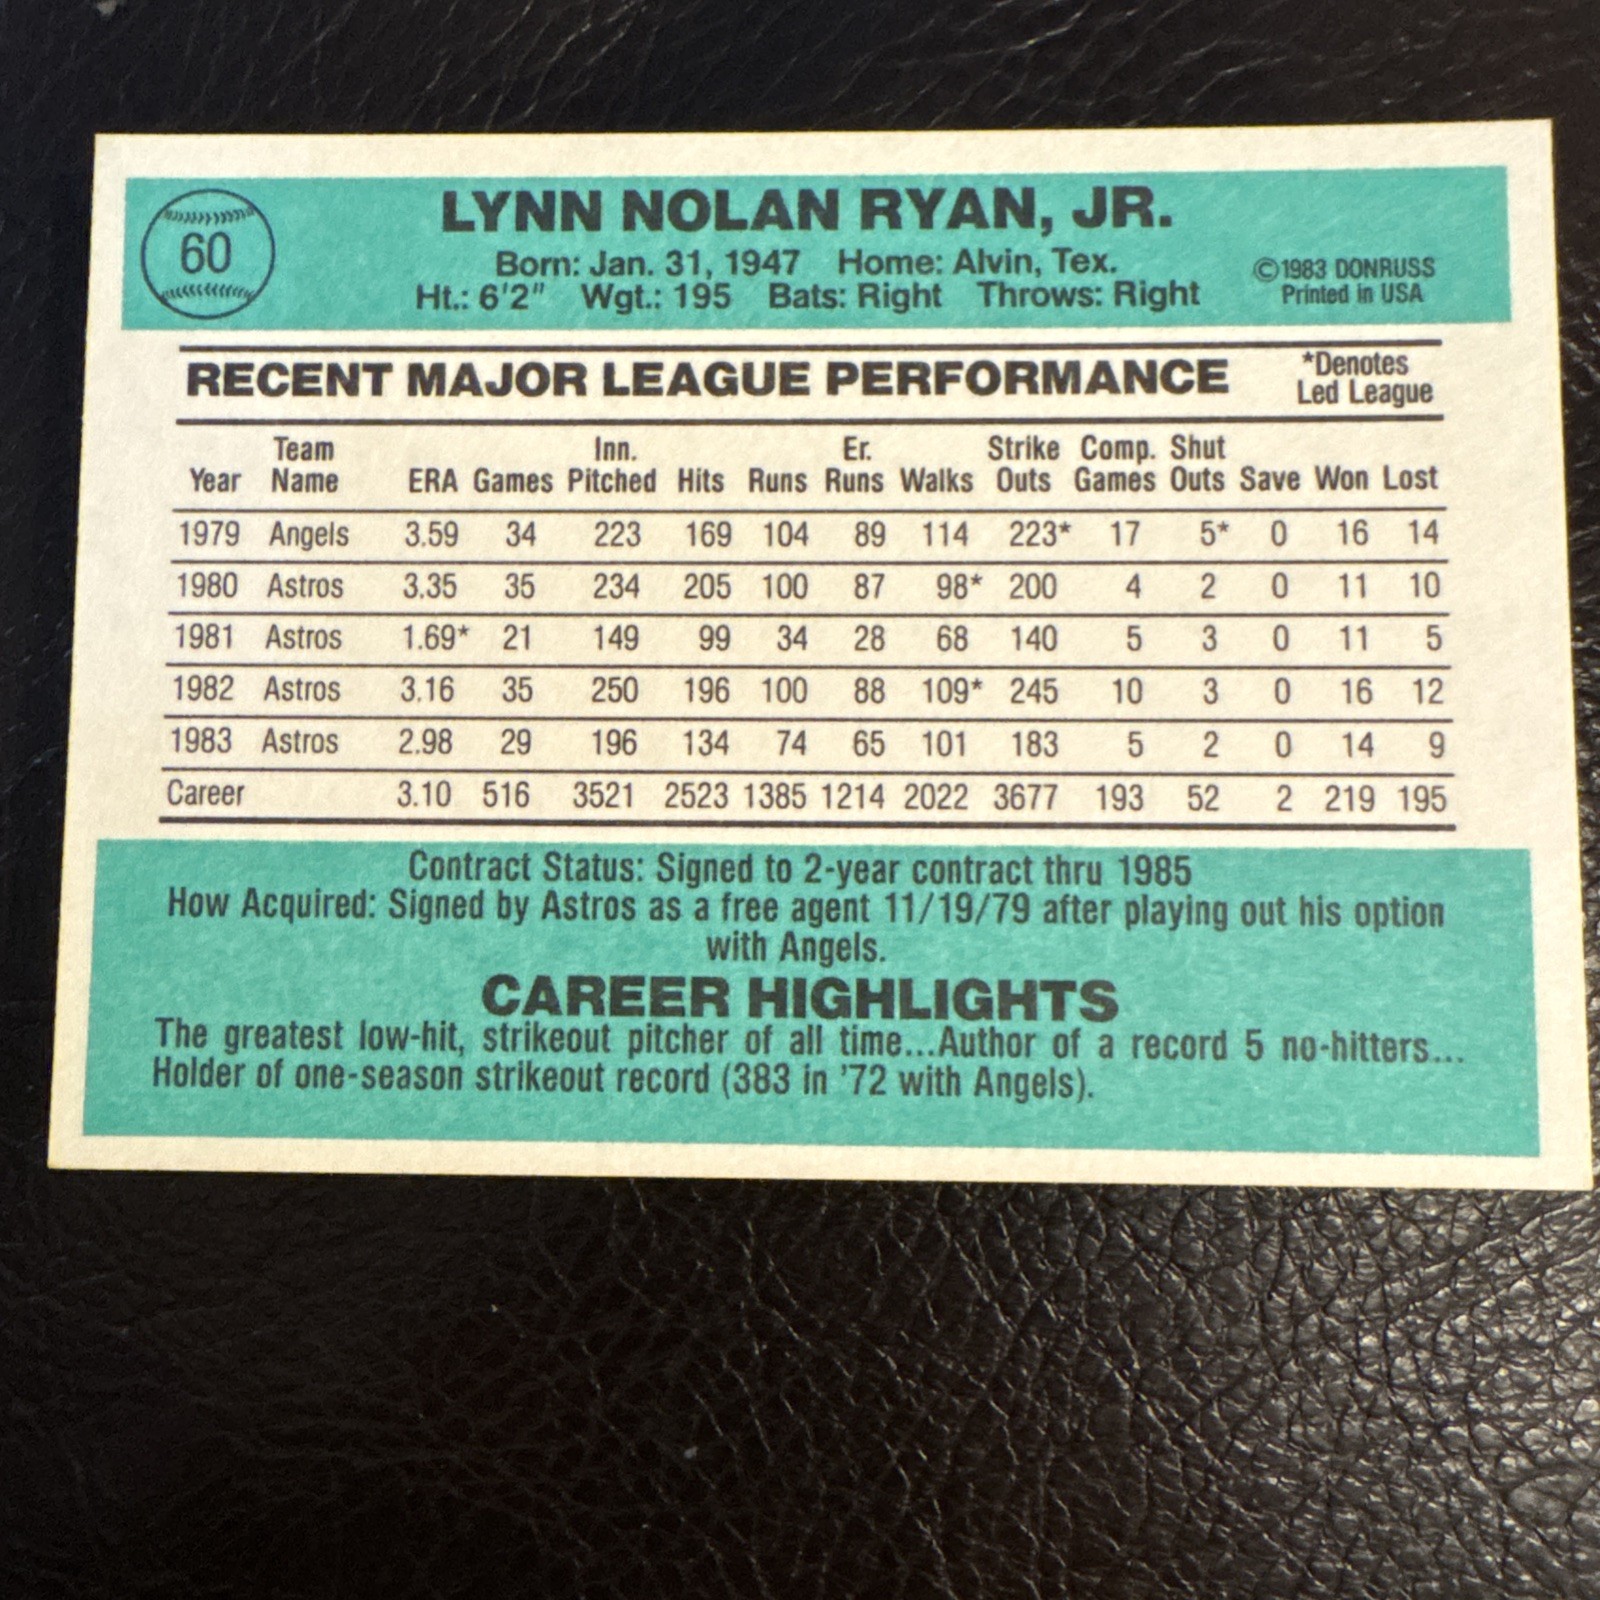 60
LYNN NOLAN RYAN, JR.
Born: Jan. 31, 1947 Home: Alvin, Tex.
Ht.: 6'2" Wgt.: 195 Bats: Right Throws: Right
©1983 DONRUSS
Printed in USA
RECENT MAJOR LEAGUE PERFORMANCE
*Denotes
Led League
Year Team Name ERA Games Inn. Pitched Hits Runs Er. Runs Walks Strike Outs Comp. Games Shut Outs Save Won Lost
1979 Angels 3.59 34 223 169 104 89 114 223* 17 5* 0 16 14
1980 Astros 3.35 35 234 205 100 87 98* 200 4 2 0 11 10
1981 Astros 1.69* 21 149 99 34 28 68 140 5 3 0 11 5
1982 Astros 3.16 35 250 196 100 88 109* 245 10 3 0 16 12
1983 Astros 2.98 29 196 134 74 65 101 183 5 2 0 14 9
Career 3.10 516 3521 2523 1385 1214 2022 3677 193 52 2 219 195
Contract Status: Signed to 2-year contract thru 1985
How Acquired: Signed by Astros as a free agent 11/19/79 after playing out his option
with Angels.
CAREER HIGHLIGHTS
The greatest low-hit, strikeout pitcher of all time...Author of a record 5 no-hitters...
Holder of one-season strikeout record (383 in '72 with Angels).